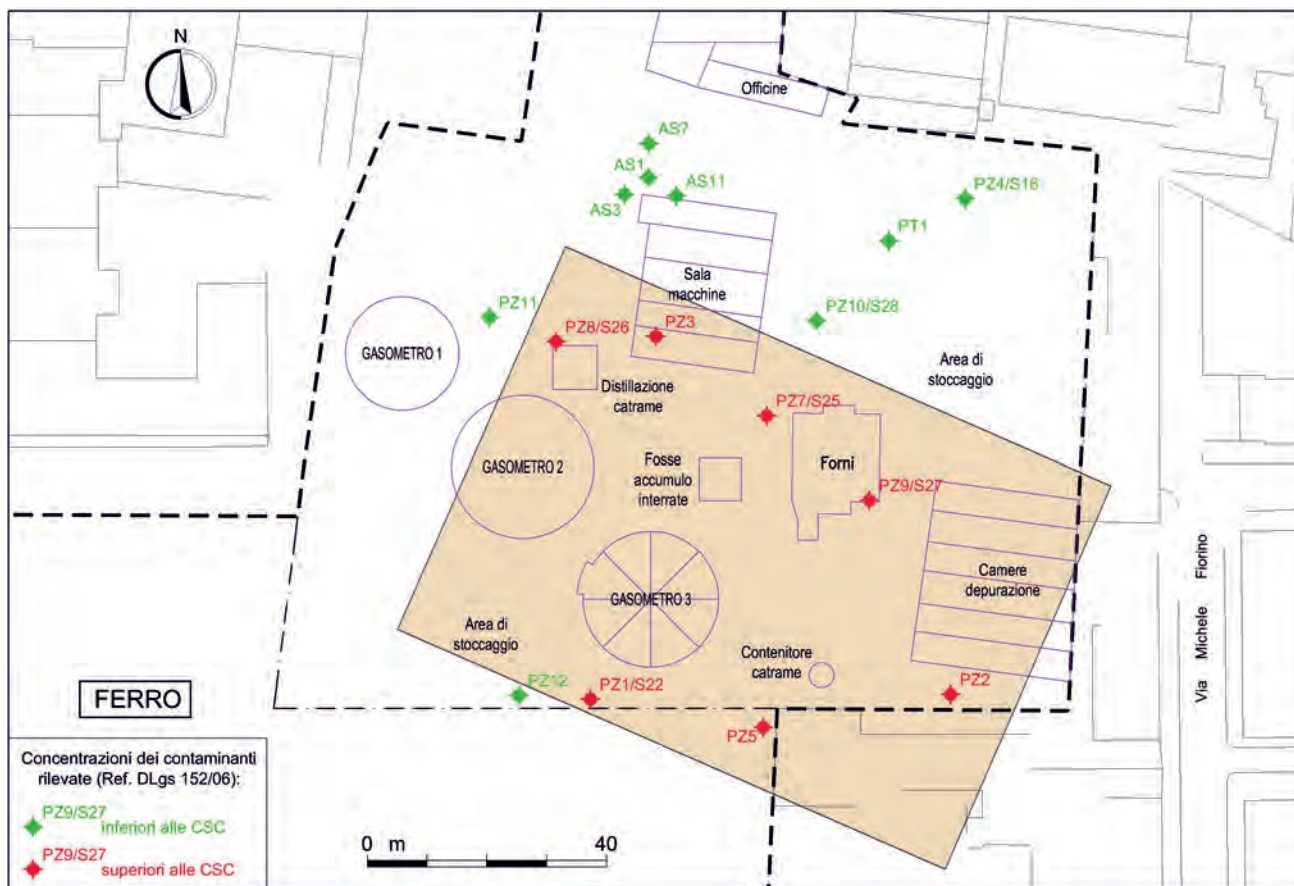 N
Officine
AS7
AS1
AS11
AS3
PZ4/S18
PT1
PZ11
PZ10/S28
Sala
macchine
PZ8/S26
PZ3
GASOMETRO 1
Area di
stoccaggio
Distillazione
catrame
PZ7/S25
GASOMETRO 2
Fosse
accumulo
interrate
Forni
PZ9/S27
Camere
depurazione
Via Michele Fiorino
GASOMETRO 3
Area di
stoccaggio
Contenitore
catrame
PZ12
PZ1/S22
PZ2
PZ5
FERRO
Concentrazioni dei contaminanti
rilevate (Ref. DLgs 152/06):
PZ9/S27
inferiori alle CSC
PZ9/S27
superiori alle CSC
0 m 40